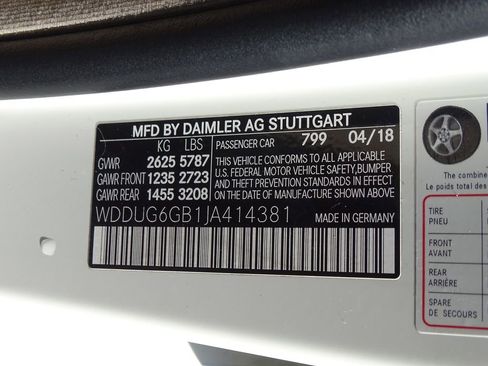 MFD BY DAIMLER AG STUTTGART
KG LBS PASSENGER CAR 799 04/18
GVWR 2625 5787
GAWR FRONT 1235 2723
GAWR REAR 1455 3208
THIS VEHICLE CONFORMS TO ALL APPLICABLE
U.S. FEDERAL MOTOR VEHICLE SAFETY,BUMPER
AND THEFT PREVENTION STANDARDS IN EFFECT
ON THE DATE OF MANUFACTURE SHOWN ABOVE.
WDDUG6GB1JA414381 MADE IN GERMANY
The combine
Le poids total des
TIRE
PNEU
FRONT
AVANT
REAR
ARRIÈRE
SPARE
DE SECOURS